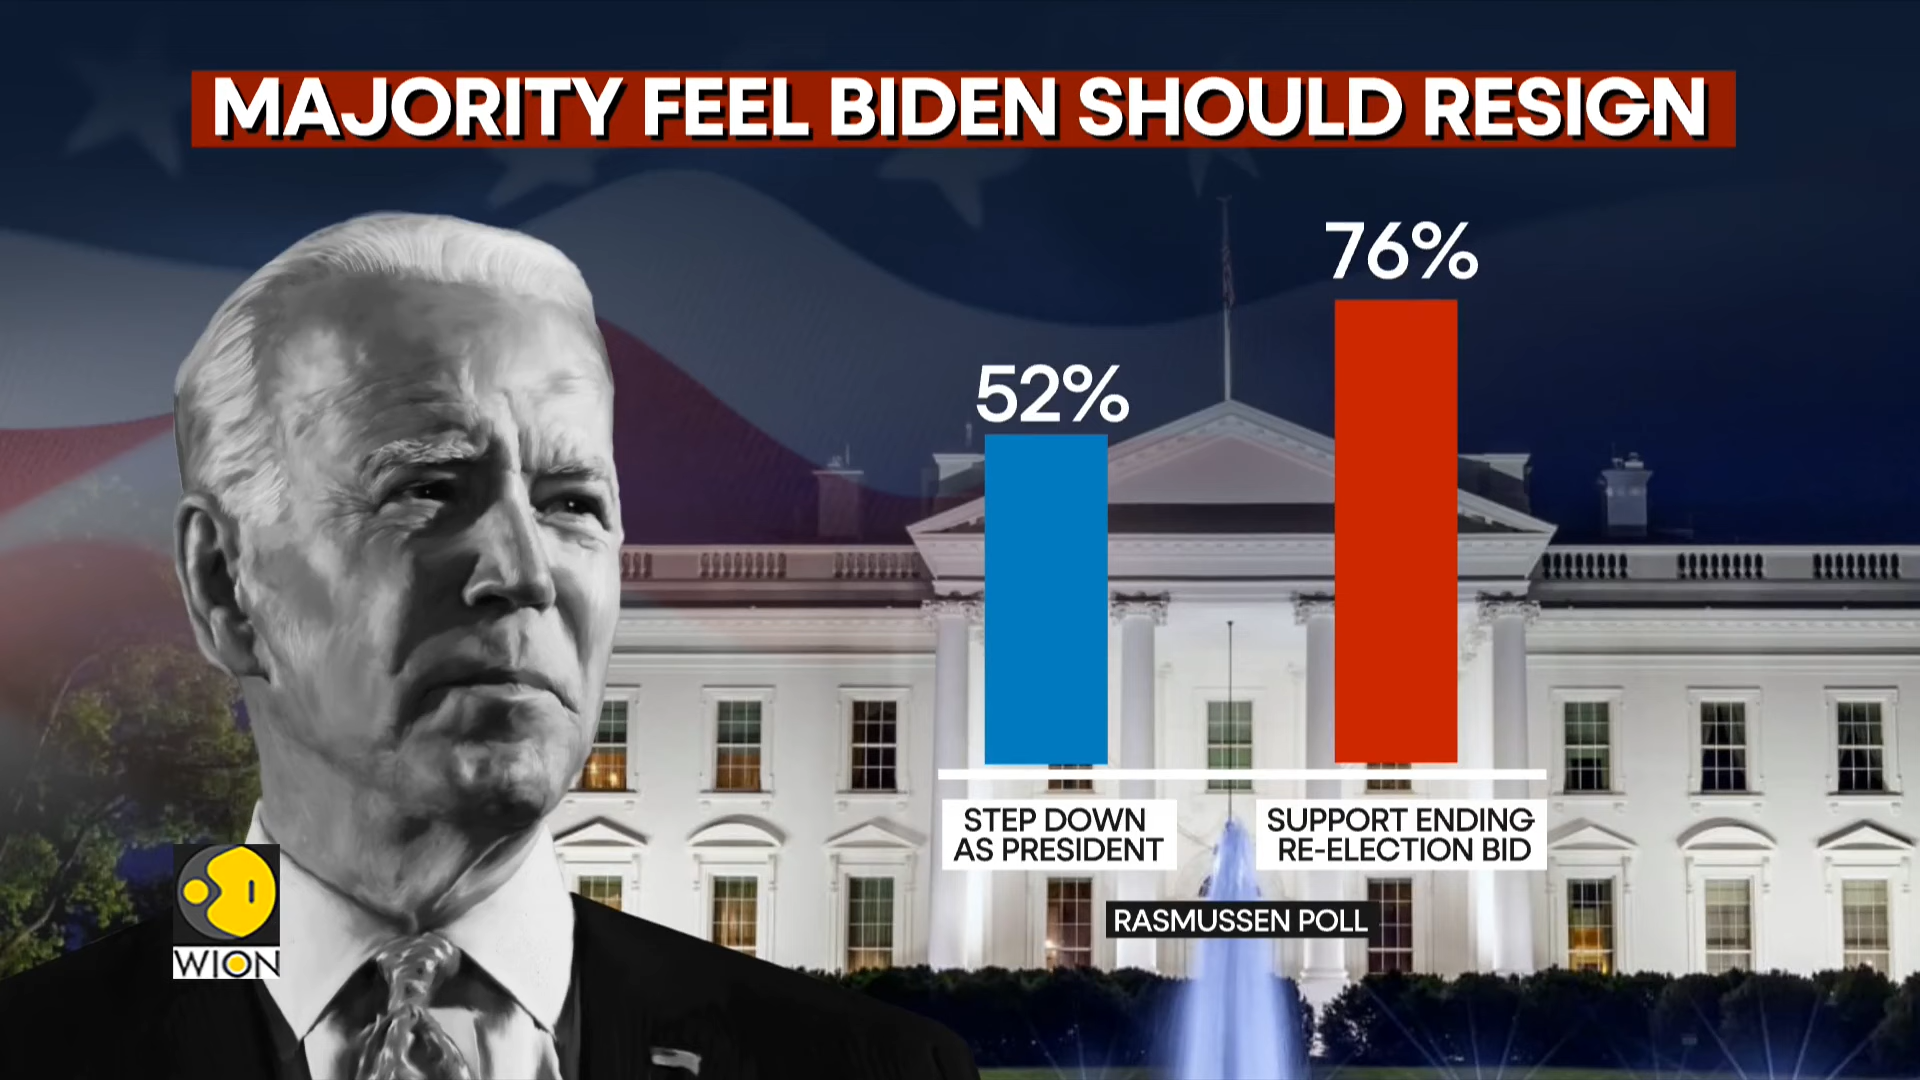 MAJORITY FEEL BIDEN SHOULD RESIGN
76%
52%
STEP DOWN
AS PRESIDENT
SUPPORT ENDING
RE-ELECTION BID
RASMUSSEN POLL
WION